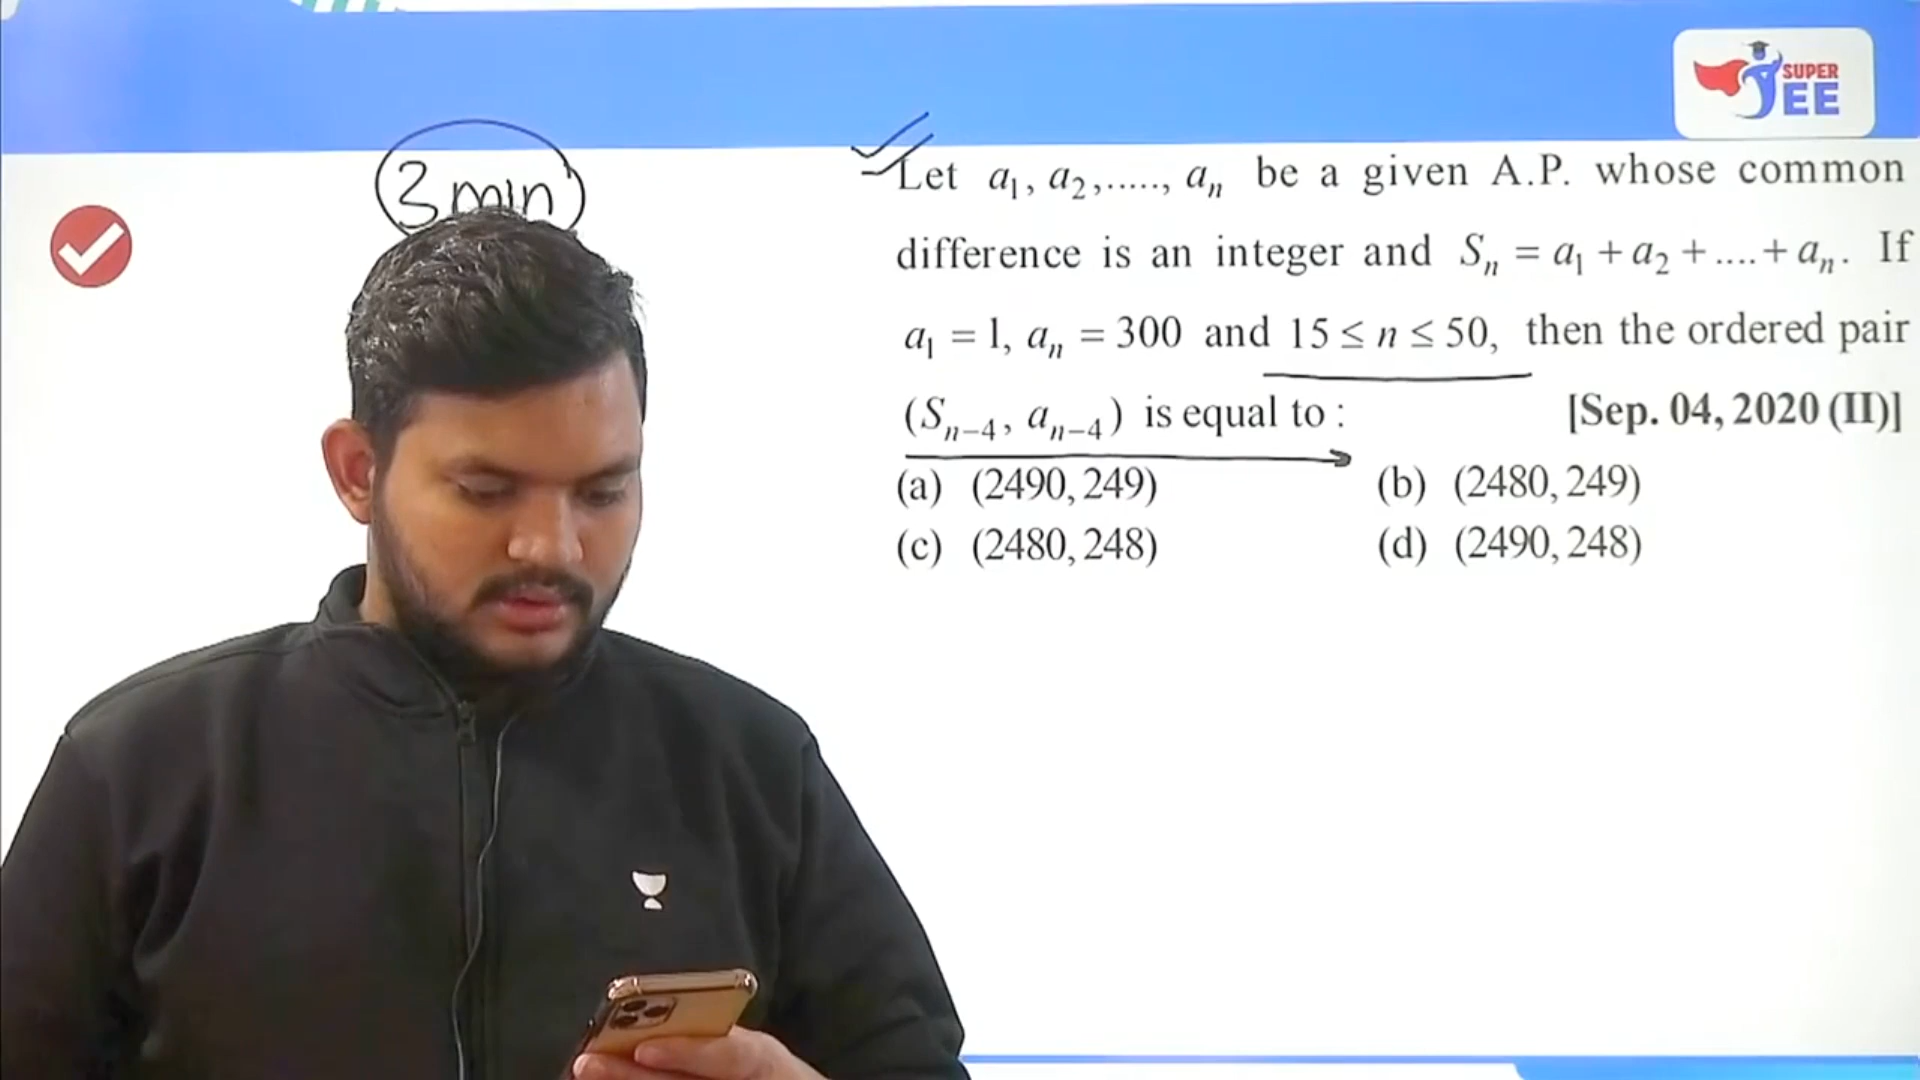 SUPER
JEE
3 min
Let a₁, a₂,....., aₙ be a given A.P. whose common
difference is an integer and Sₙ = a₁ + a₂ + .... + aₙ. If
a₁ = 1, aₙ = 300 and 15 ≤ n ≤ 50, then the ordered pair
(Sₙ₋₄, aₙ₋₄) is equal to : [Sep. 04, 2020 (II)]
(a) (2490, 249) (b) (2480, 249)
(c) (2480, 248) (d) (2490, 248)